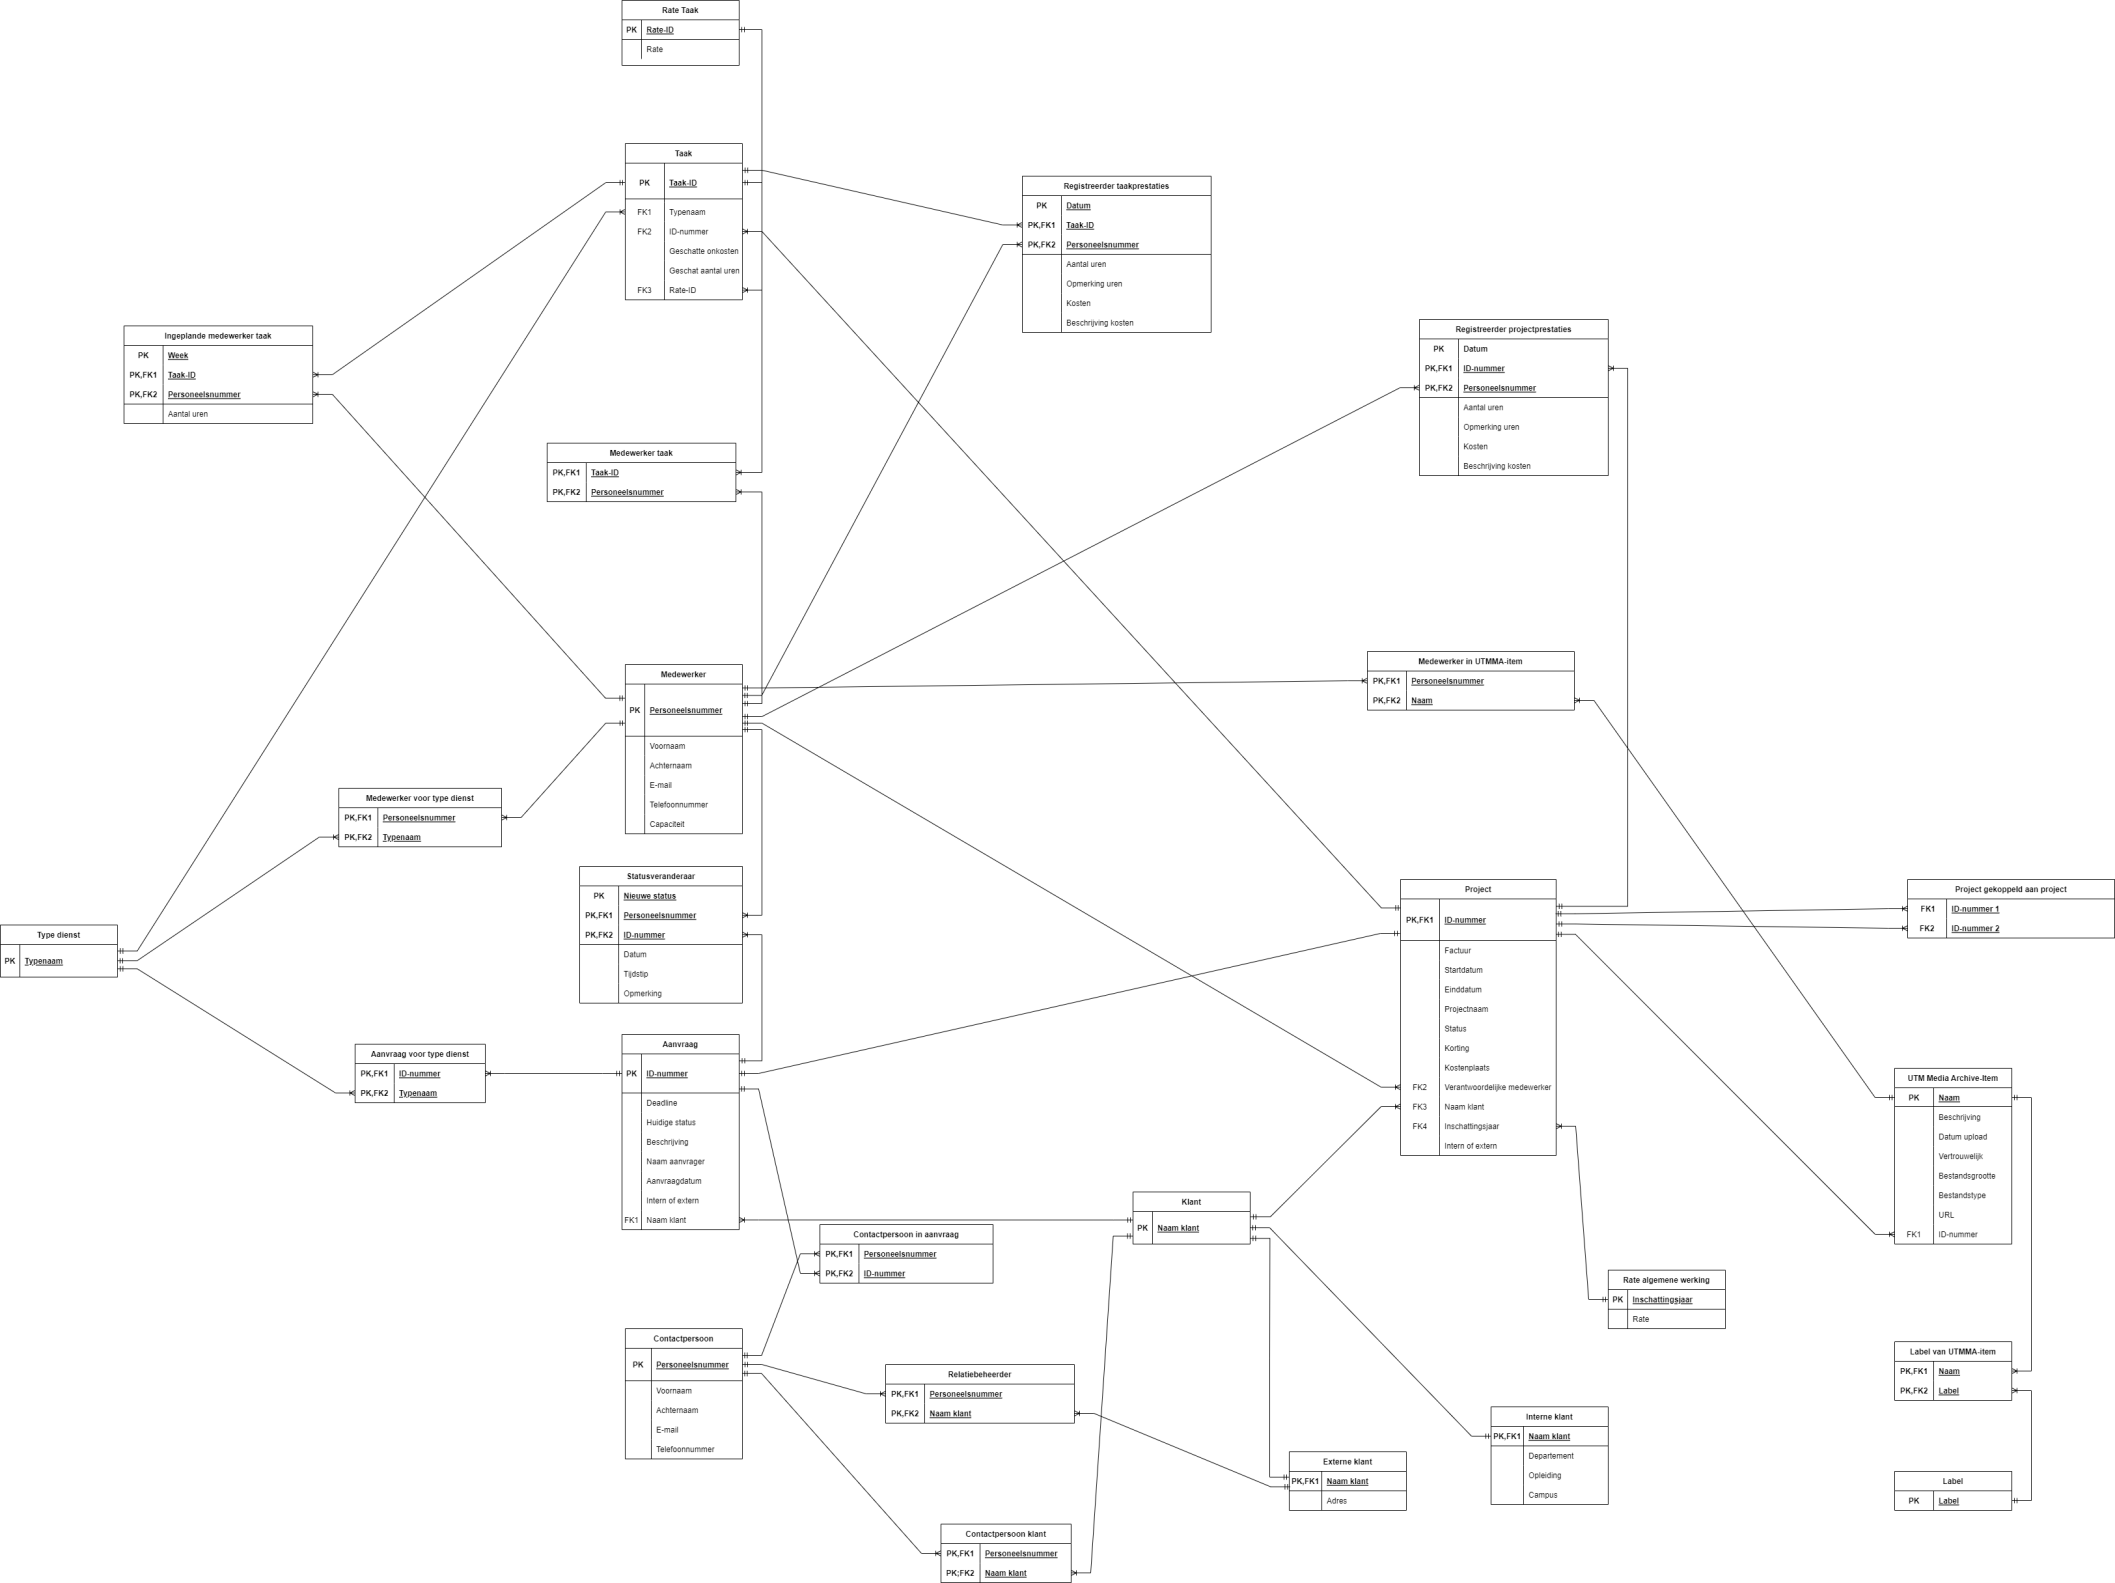 Rate Taak
PK Rate-ID
Rate
Taak
PK Taak-ID
FK1 Typenaam
FK2 ID-nummer
Geschatte onkosten
Geschat aantal uren
FK3 Rate-ID
Registreerder taakprestaties
PK Datum
PK,FK1 Taak-ID
PK,FK2 Personeelsnummer
Aantal uren
Opmerking uren
Kosten
Beschrijving kosten
Registreerder projectprestaties
PK Datum
PK,FK1 ID-nummer
PK,FK2 Personeelsnummer
Aantal uren
Opmerking uren
Kosten
Beschrijving kosten
Ingeplande medewerker taak
PK Week
PK,FK1 Taak-ID
PK,FK2 Personeelsnummer
Aantal uren
Medewerker taak
PK,FK1 Taak-ID
PK,FK2 Personeelsnummer
Medewerker
PK Personeelsnummer
Voornaam
Achternaam
E-mail
Telefoonnummer
Capaciteit
Medewerker in UTMMA-item
PK,FK1 Personeelsnummer
PK,FK2 Naam
Medewerker voor type dienst
PK,FK1 Personeelsnummer
PK,FK2 Typenaam
Statusveranderaar
PK Nieuwe status
PK,FK1 Personeelsnummer
PK,FK2 ID-nummer
Datum
Tijdstip
Opmerking
Type dienst
PK Typenaam
Project
PK,FK1 ID-nummer
Factuur
Startdatum
Einddatum
Projectnaam
Status
Korting
Kostenplaats
FK2 Verantwoordelijke medewerker
FK3 Naam klant
FK4 Inschattingsjaar
Intern of extern
Project gekoppeld aan project
FK1 ID-nummer 1
FK2 ID-nummer 2
Aanvraag
PK ID-nummer
Deadline
Huidige status
Beschrijving
Naam aanvrager
Aanvraagdatum
Intern of extern
FK1 Naam klant
Aanvraag voor type dienst
PK,FK1 ID-nummer
PK,FK2 Typenaam
UTM Media Archive-Item
PK Naam
Beschrijving
Datum upload
Vertrouwelijk
Bestandsgrootte
Bestandstype
URL
FK1 ID-nummer
Klant
PK Naam klant
Contactpersoon in aanvraag
PK,FK1 Personeelsnummer
PK,FK2 ID-nummer
Rate algemene werking
PK Inschattingsjaar
Rate
Contactpersoon
PK Personeelsnummer
Voornaam
Achternaam
E-mail
Telefoonnummer
Label van UTMMA-item
PK,FK1 Naam
PK,FK2 Label
Relatiebeheerder
PK,FK1 Personeelsnummer
PK,FK2 Naam klant
Interne klant
PK,FK1 Naam klant
Departement
Opleiding
Campus
Externe klant
PK,FK1 Naam klant
Adres
Label
PK Label
Contactpersoon klant
PK,FK1 Personeelsnummer
PK;FK2 Naam klant